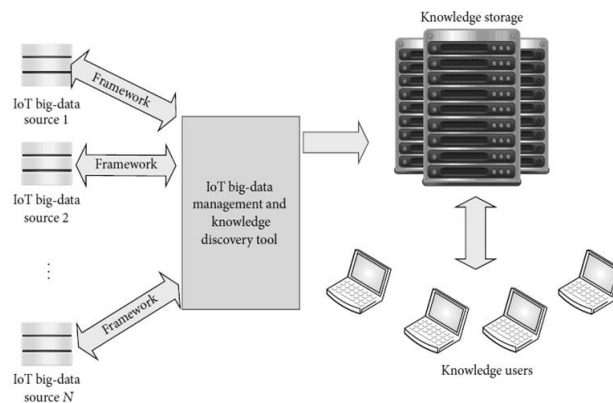 Knowledge storage
Framework
IoT big-data
source 1
Framework
IoT big-data
source 2
IoT big-data
management and
knowledge
discovery tool
⋮
Framework
IoT big-data
source N
Knowledge users